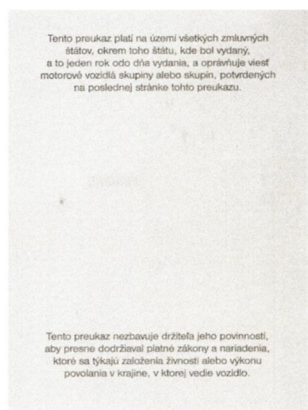 Tento preukaz platí na území všetkých zmluvných
štátov, okrem toho štátu, kde bol vydaný,
a to jeden rok odo dňa vydania, a oprávňuje viesť
motorové vozidlá skupiny alebo skupín, potvrdených
na poslednej stránke tohto preukazu.
Tento preukaz nezbavuje držiteľa jeho povinností,
aby presne dodržiaval platné zákony a nariadenia,
ktoré sa týkajú založenia živnosti alebo výkonu
povolania v krajine, v ktorej vedie vozidlo.